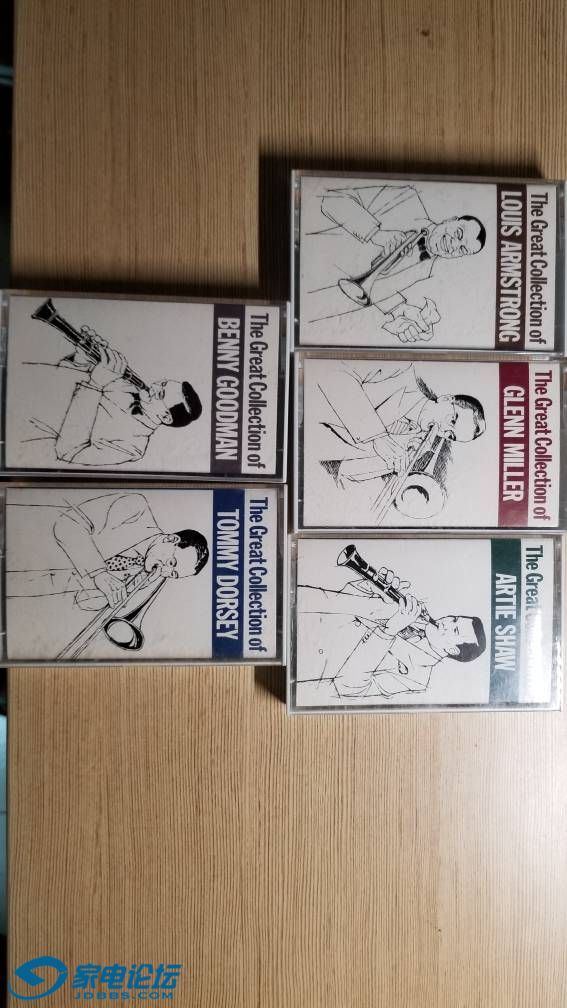 The Great Collection of
LOUIS ARMSTRONG
The Great Collection of
BENNY GOODMAN
The Great Collection of
GLENN MILLER
The Great Collection of
TOMMY DORSEY
The Great
ARTIE SHAW
家电论坛
JDBBS.COM